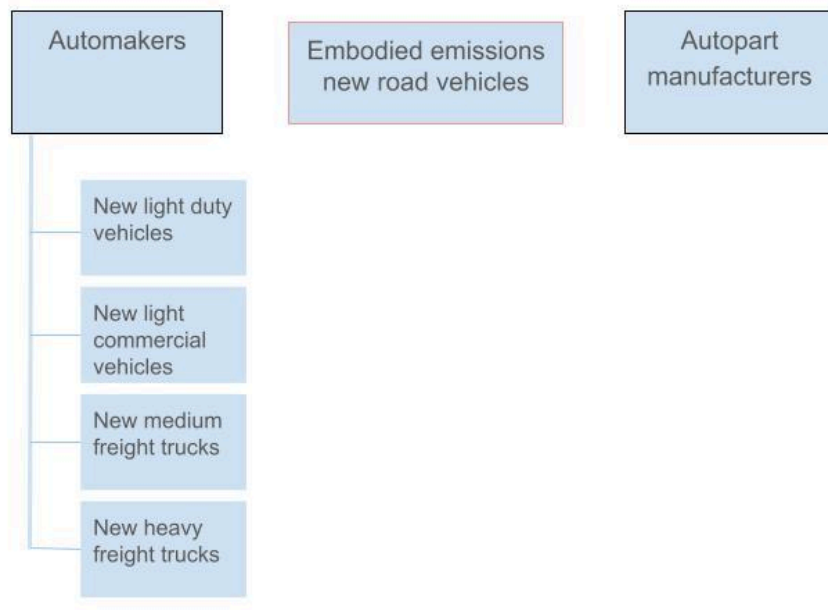 Automakers
Embodied emissions
new road vehicles
Autopart
manufacturers
New light duty
vehicles
New light
commercial
vehicles
New medium
freight trucks
New heavy
freight trucks